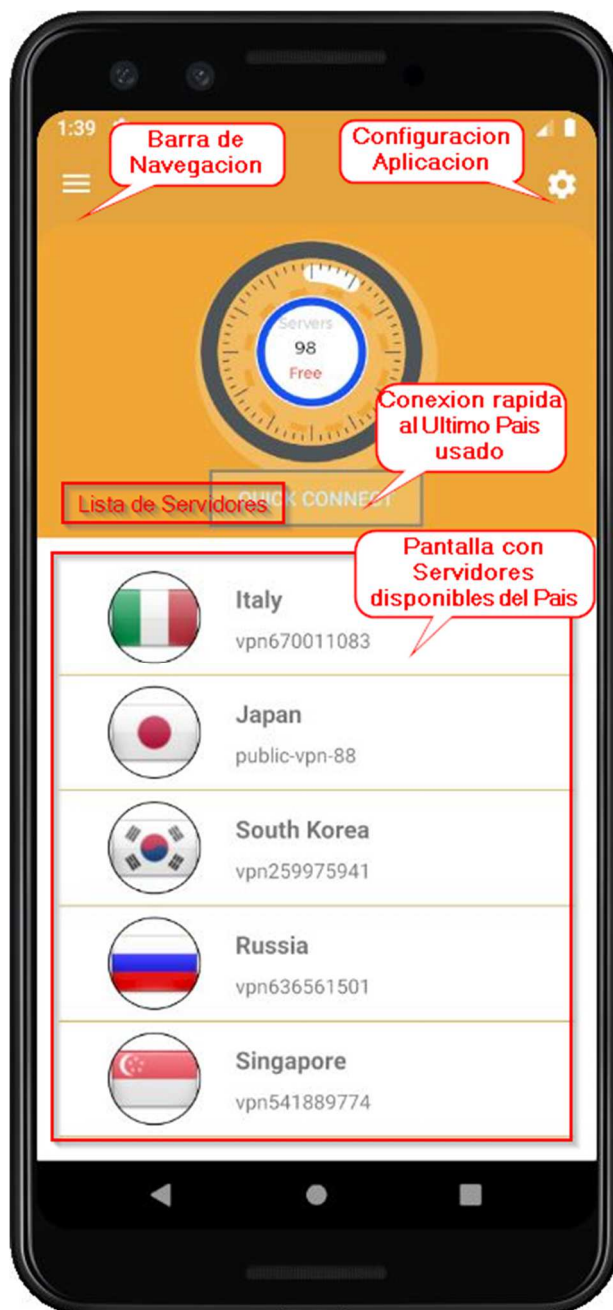 1:39
Barra de
Navegacion
Configuracion
Aplicacion
Servers
98
Free
Conexion rapida
al Ultimo Pais
usado
Lista de Servidores
QUICK CONNECT
Pantalla con
Servidores
disponibles del Pais
Italy
vpn670011083
Japan
public-vpn-88
South Korea
vpn259975941
Russia
vpn636561501
Singapore
vpn541889774